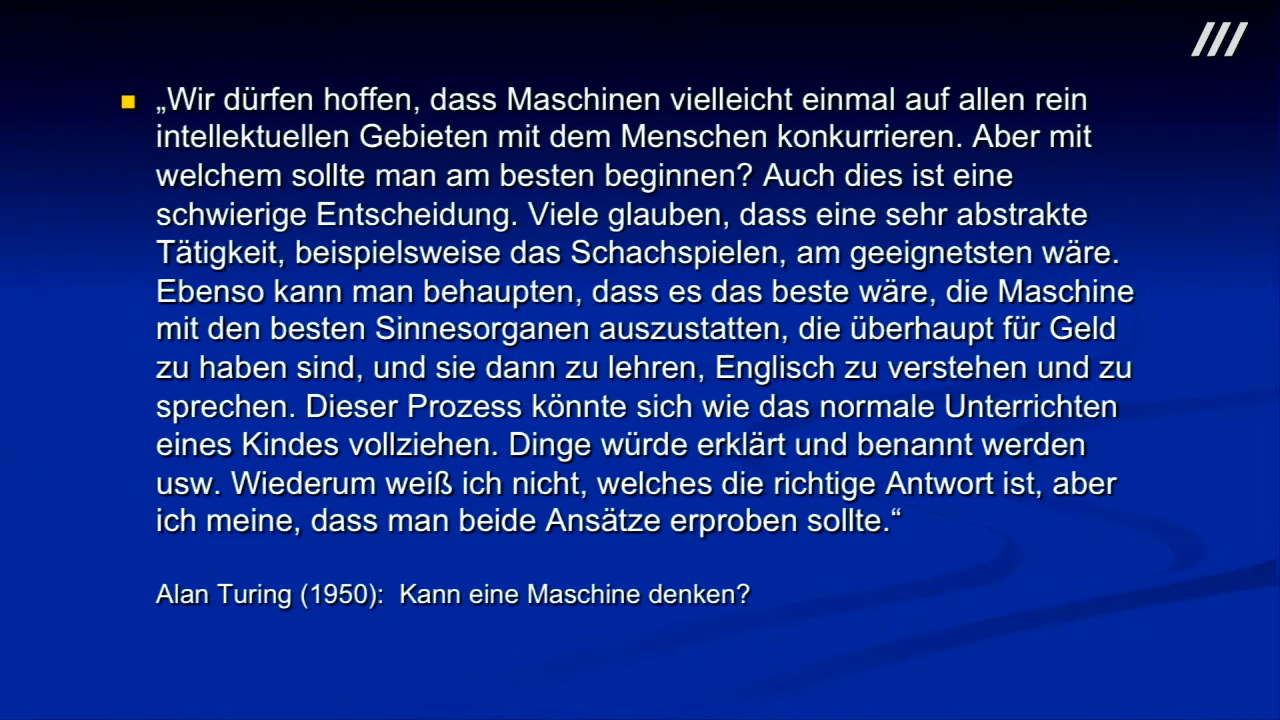 „Wir dürfen hoffen, dass Maschinen vielleicht einmal auf allen rein
intellektuellen Gebieten mit dem Menschen konkurrieren. Aber mit
welchem sollte man am besten beginnen? Auch dies ist eine
schwierige Entscheidung. Viele glauben, dass eine sehr abstrakte
Tätigkeit, beispielsweise das Schachspielen, am geeignetsten wäre.
Ebenso kann man behaupten, dass es das beste wäre, die Maschine
mit den besten Sinnesorganen auszustatten, die überhaupt für Geld
zu haben sind, und sie dann zu lehren, Englisch zu verstehen und zu
sprechen. Dieser Prozess könnte sich wie das normale Unterrichten
eines Kindes vollziehen. Dinge würde erklärt und benannt werden
usw. Wiederum weiß ich nicht, welches die richtige Antwort ist, aber
ich meine, dass man beide Ansätze erproben sollte.“
Alan Turing (1950): Kann eine Maschine denken?